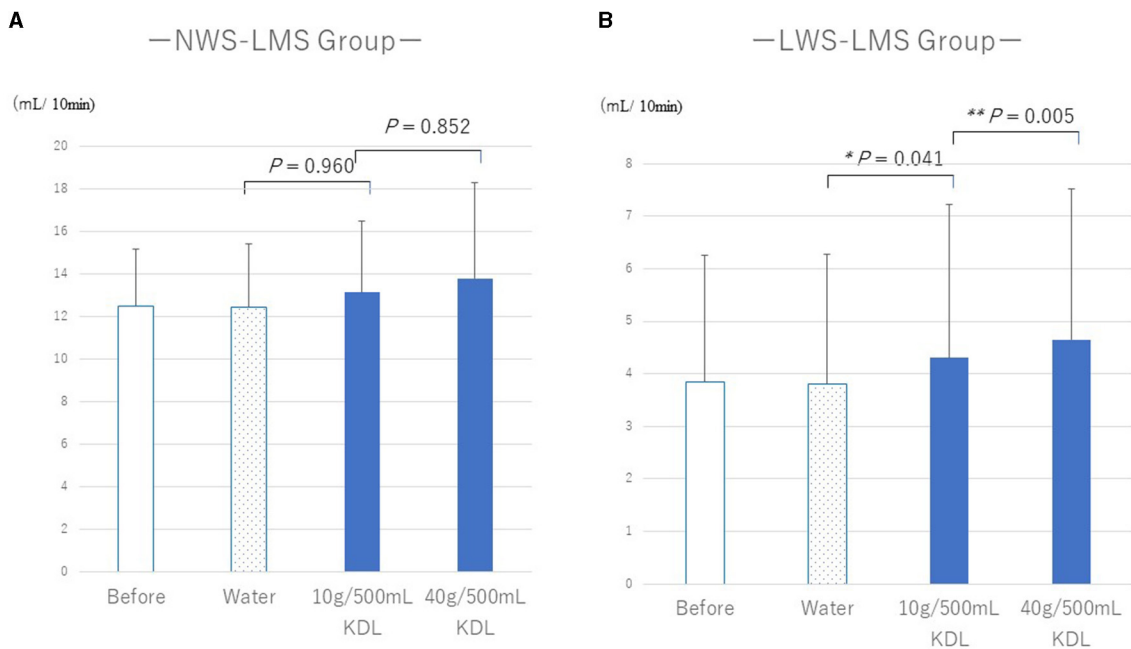 A
—NWS-LMS Group—
(mL/ 10min)
P = 0.852
P = 0.960
20
18
16
14
12
10
8
6
4
2
0
Before Water 10g/500mL 40g/500mL
KDL KDL
B
—LWS-LMS Group—
(mL/ 10min)
** P = 0.005
* P = 0.041
8
7
6
5
4
3
2
1
0
Before Water 10g/500mL 40g/500mL
KDL KDL